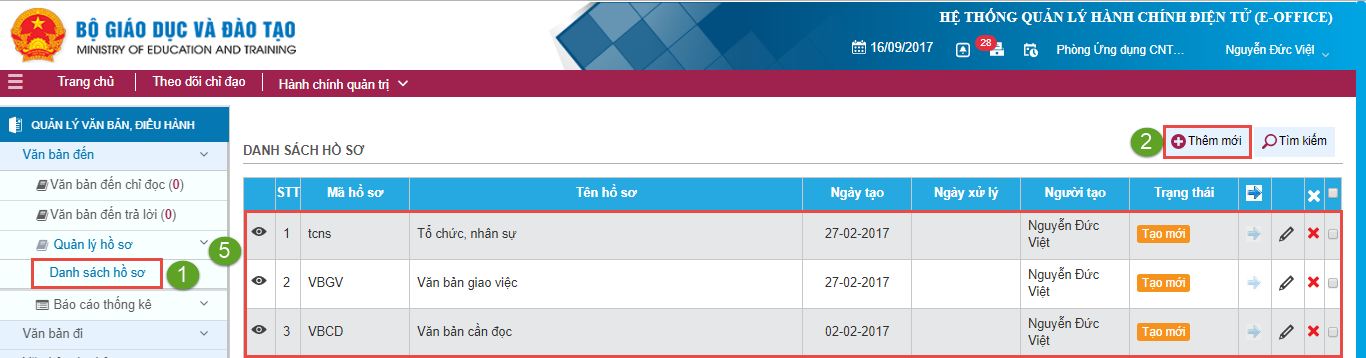 BỘ GIÁO DỤC VÀ ĐÀO TẠO
MINISTRY OF EDUCATION AND TRAINING
HỆ THỐNG QUẢN LÝ HÀNH CHÍNH ĐIỆN TỬ (E-OFFICE)
16/09/2017 28 Phòng Ứng dụng CNT... Nguyễn Đức Việt
Trang chủ Theo dõi chỉ đạo Hành chính quản trị
QUẢN LÝ VĂN BẢN, ĐIỀU HÀNH
Văn bản đến
Văn bản đến chỉ đọc (0)
Văn bản đến trả lời (0)
Quản lý hồ sơ
5
Danh sách hồ sơ 1
Báo cáo thống kê
Văn bản đi
DANH SÁCH HỒ SƠ
2 Thêm mới Tìm kiếm
STT Mã hồ sơ Tên hồ sơ Ngày tạo Ngày xử lý Người tạo Trạng thái
1 tcns Tổ chức, nhân sự 27-02-2017 Nguyễn Đức Việt Tạo mới
2 VBGV Văn bản giao việc 27-02-2017 Nguyễn Đức Việt Tạo mới
3 VBCD Văn bản cần đọc 02-02-2017 Nguyễn Đức Việt Tạo mới